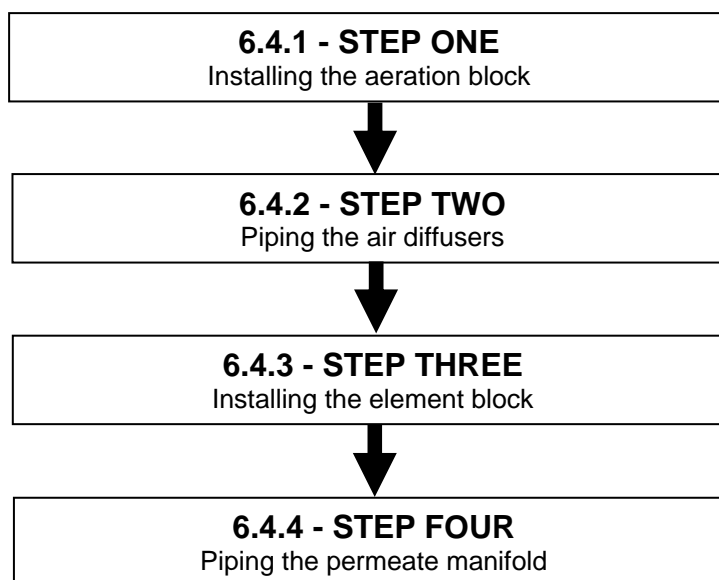 6.4.1 - STEP ONE
Installing the aeration block
6.4.2 - STEP TWO
Piping the air diffusers
6.4.3 - STEP THREE
Installing the element block
6.4.4 - STEP FOUR
Piping the permeate manifold